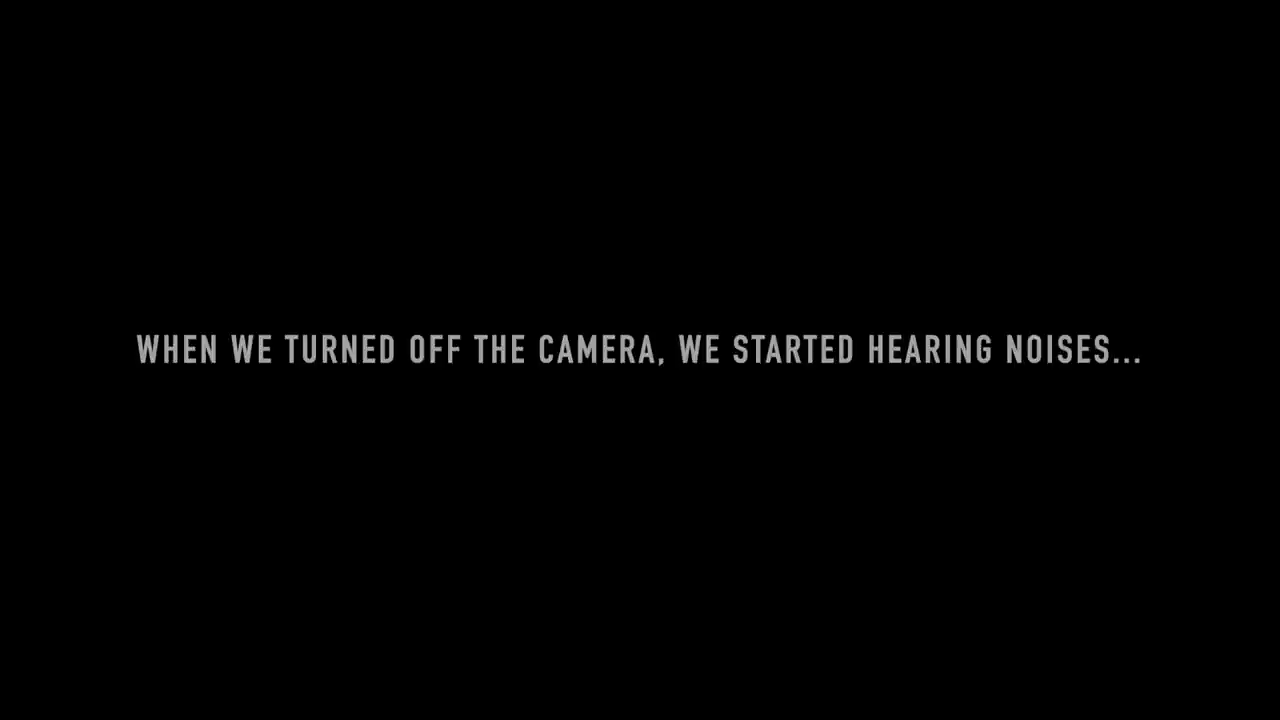 WHEN WE TURNED OFF THE CAMERA, WE STARTED HEARING NOISES...